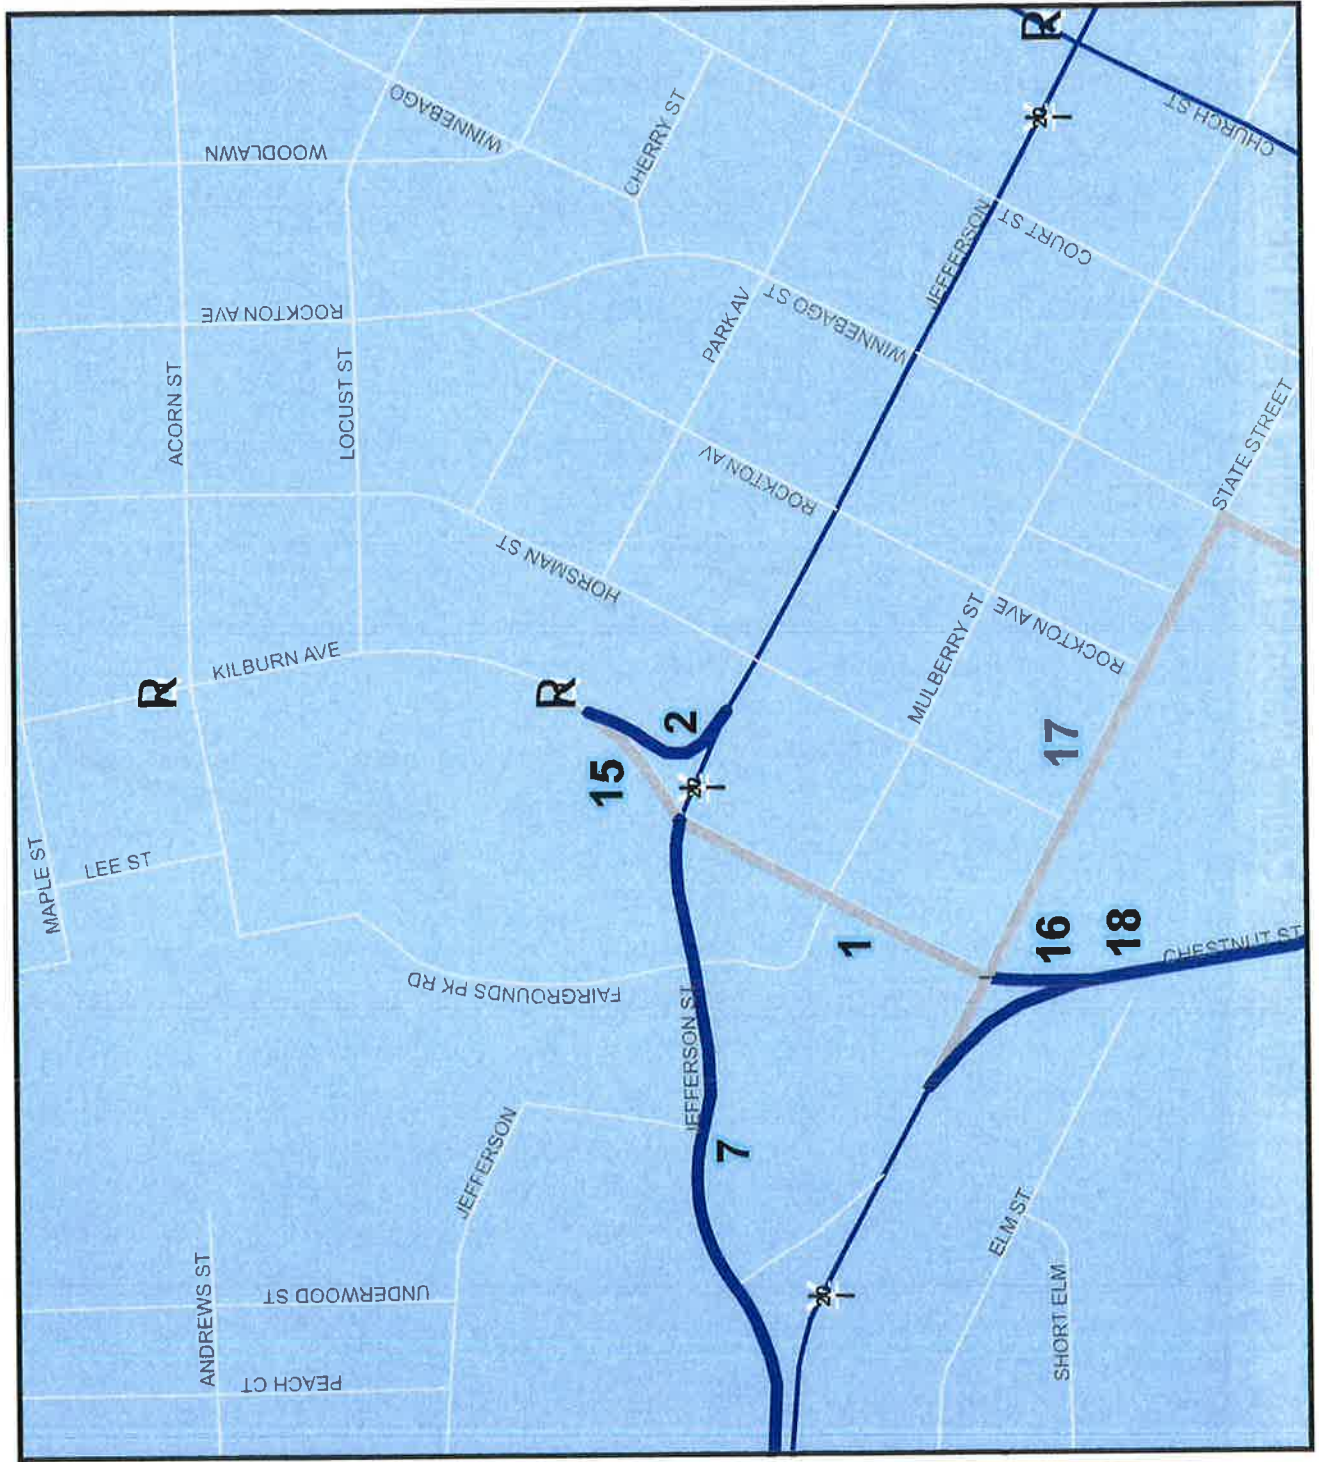 R
CHURCH ST
20
WINNEBAGO
WOODLAWN
CHERRY ST
COURT ST
JEFFERSON
ROCKTON AVE
PARK AV
WINNEBAGO ST
ACORN ST
LOCUST ST
STATE STREET
ROCKTON AV
HORSMAN ST
MULBERRY ST
ROCKTON AVE
KILBURN AVE
R
R
2
17
15
20
MAPLE ST
LEE ST
1
16
18
CHESTNUT ST
FAIRGROUNDS PK RD
JEFFERSON ST
7
JEFFERSON
ELM ST
ANDREWS ST
UNDERWOOD ST
20
SHORT ELM
PEACH CT